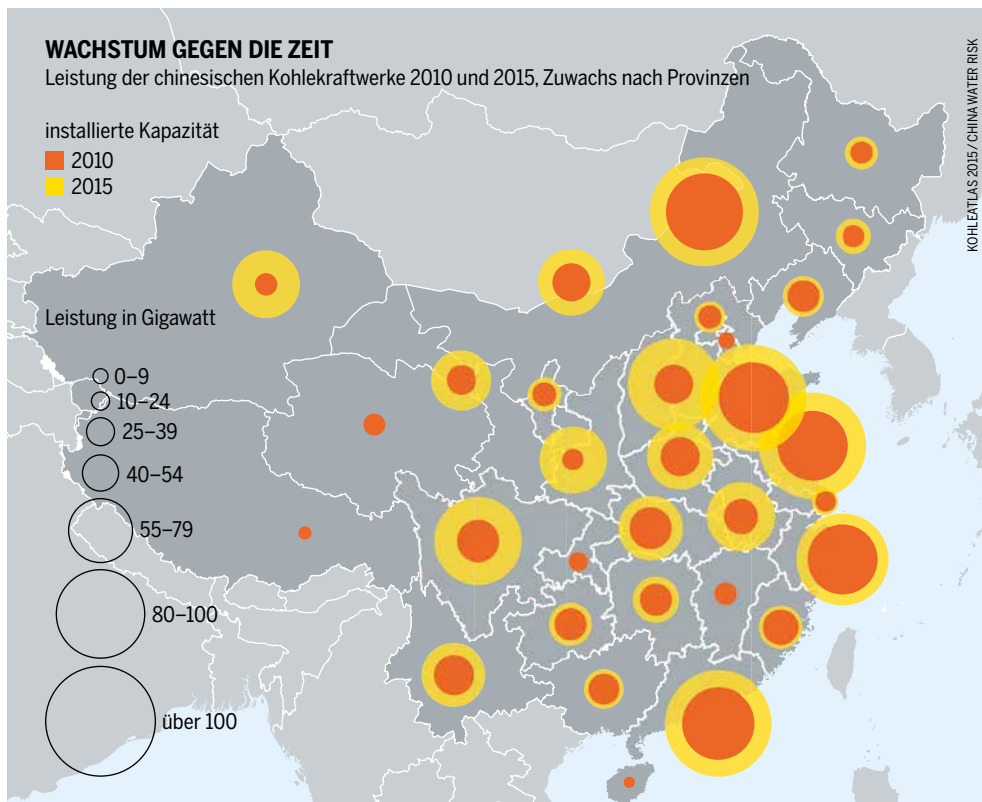 WACHSTUM GEGEN DIE ZEIT
Leistung der chinesischen Kohlekraftwerke 2010 und 2015, Zuwachs nach Provinzen
installierte Kapazität
2010
2015
Leistung in Gigawatt
0–9
10–24
25–39
40–54
55–79
80–100
über 100
KOHLEATLAS 2015 / CHINA WATER RISK